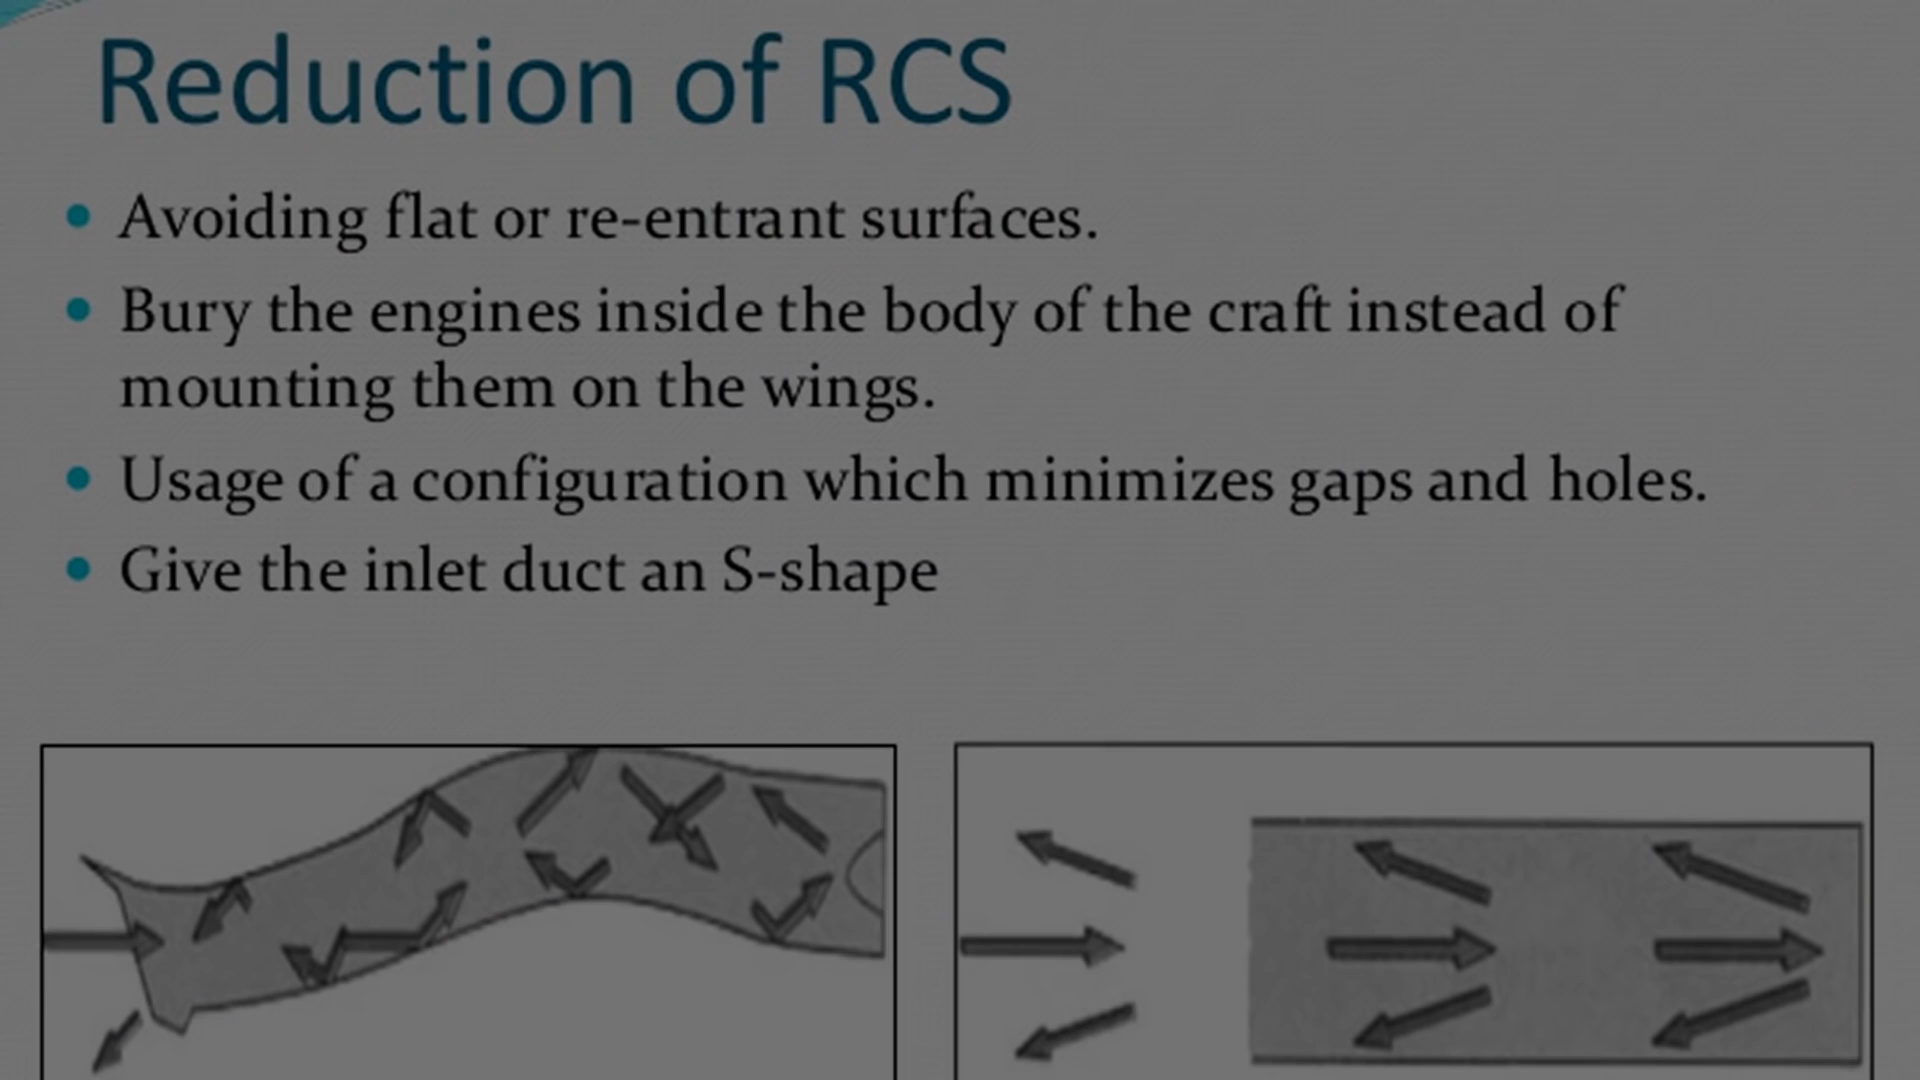 Reduction of RCS
• Avoiding flat or re-entrant surfaces.
• Bury the engines inside the body of the craft instead of
mounting them on the wings.
• Usage of a configuration which minimizes gaps and holes.
• Give the inlet duct an S-shape